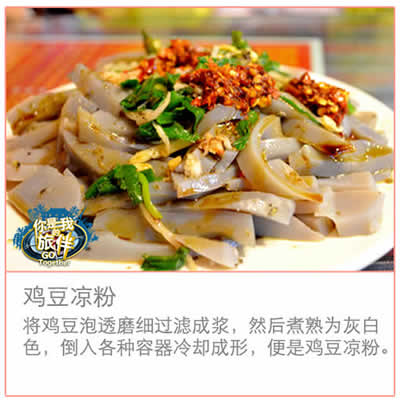 你是我
旅伴
GO
Together
鸡豆凉粉
将鸡豆泡透磨细过滤成浆，然后煮熟为灰白
色，倒入各种容器冷却成形，便是鸡豆凉粉。